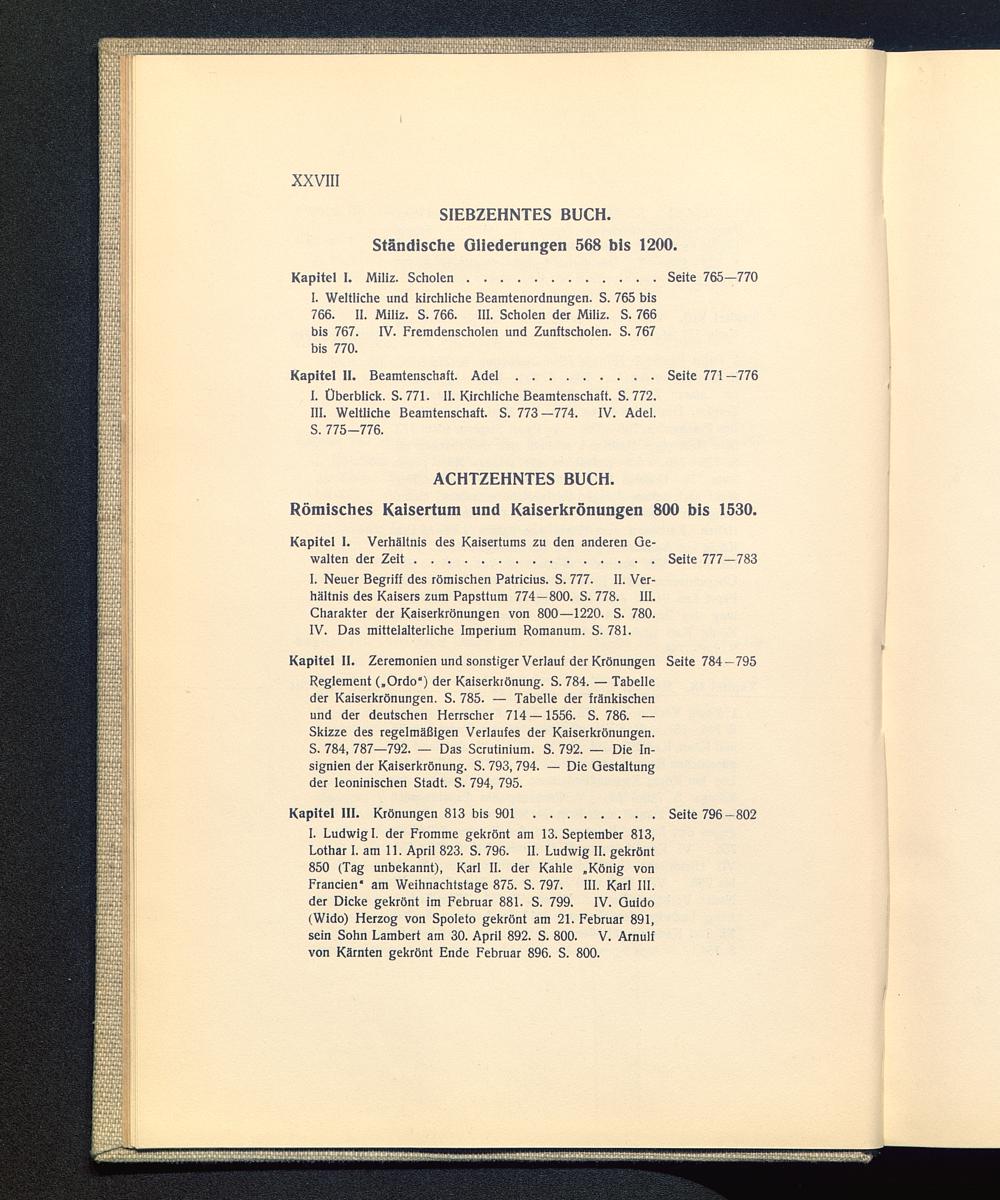 XXVIII
SIEBZEHNTES BUCH.
Ständische Gliederungen 568 bis 1200.
Kapitel I. Miliz. Scholen . . . . . . . . . . . . Seite 765—770
I. Weltliche und kirchliche Beamtenordnungen. S. 765 bis
766. II. Miliz. S. 766. III. Scholen der Miliz. S. 766
bis 767. IV. Fremdenscholen und Zunftscholen. S. 767
bis 770.
Kapitel II. Beamtenschaft. Adel . . . . . . . . . Seite 771—776
I. Überblick. S. 771. II. Kirchliche Beamtenschaft. S. 772.
III. Weltliche Beamtenschaft. S. 773—774. IV. Adel.
S. 775—776.
ACHTZEHNTES BUCH.
Römisches Kaisertum und Kaiserkrönungen 800 bis 1530.
Kapitel I. Verhältnis des Kaisertums zu den anderen Ge-
walten der Zeit . . . . . . . . . . . . . . . Seite 777—783
I. Neuer Begriff des römischen Patricius. S. 777. II. Ver-
hältnis des Kaisers zum Papsttum 774—800. S. 778. III.
Charakter der Kaiserkrönungen von 800—1220. S. 780.
IV. Das mittelalterliche Imperium Romanum. S. 781.
Kapitel II. Zeremonien und sonstiger Verlauf der Krönungen Seite 784—795
Reglement („Ordo“) der Kaiserkrönung. S. 784. — Tabelle
der Kaiserkrönungen. S. 785. — Tabelle der fränkischen
und der deutschen Herrscher 714—1556. S. 786. —
Skizze des regelmäßigen Verlaufes der Kaiserkrönungen.
S. 784, 787—792. — Das Scrutinium. S. 792. — Die In-
signien der Kaiserkrönung. S. 793, 794. — Die Gestaltung
der leoninischen Stadt. S. 794, 795.
Kapitel III. Krönungen 813 bis 901 . . . . . . . . Seite 796—802
I. Ludwig I. der Fromme gekrönt am 13. September 813,
Lothar I. am 11. April 823. S. 796. II. Ludwig II. gekrönt
850 (Tag unbekannt), Karl II. der Kahle „König von
Francien“ am Weihnachtstage 875. S. 797. III. Karl III.
der Dicke gekrönt im Februar 881. S. 799. IV. Guido
(Wido) Herzog von Spoleto gekrönt am 21. Februar 891,
sein Sohn Lambert am 30. April 892. S. 800. V. Arnulf
von Kärnten gekrönt Ende Februar 896. S. 800.